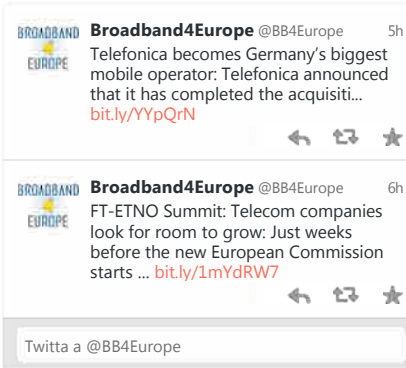 BROADBAND
4
EUROPE
Broadband4Europe @BB4Europe 5h
Telefonica becomes Germany’s biggest
mobile operator: Telefonica announced
that it has completed the acquisiti...
bit.ly/YYpQrN
BROADBAND
4
EUROPE
Broadband4Europe @BB4Europe 6h
FT-ETNO Summit: Telecom companies
look for room to grow: Just weeks
before the new European Commission
starts ... bit.ly/1mYdRW7
Twitta a @BB4Europe